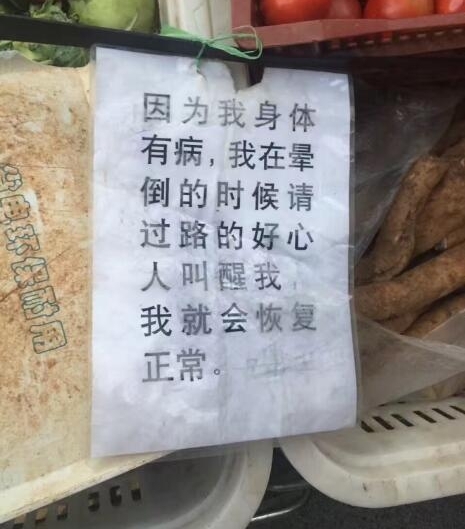 因为我身体
有病，我在晕
倒的时候请
过路的好心
人叫醒我，
我就会恢复
正常。